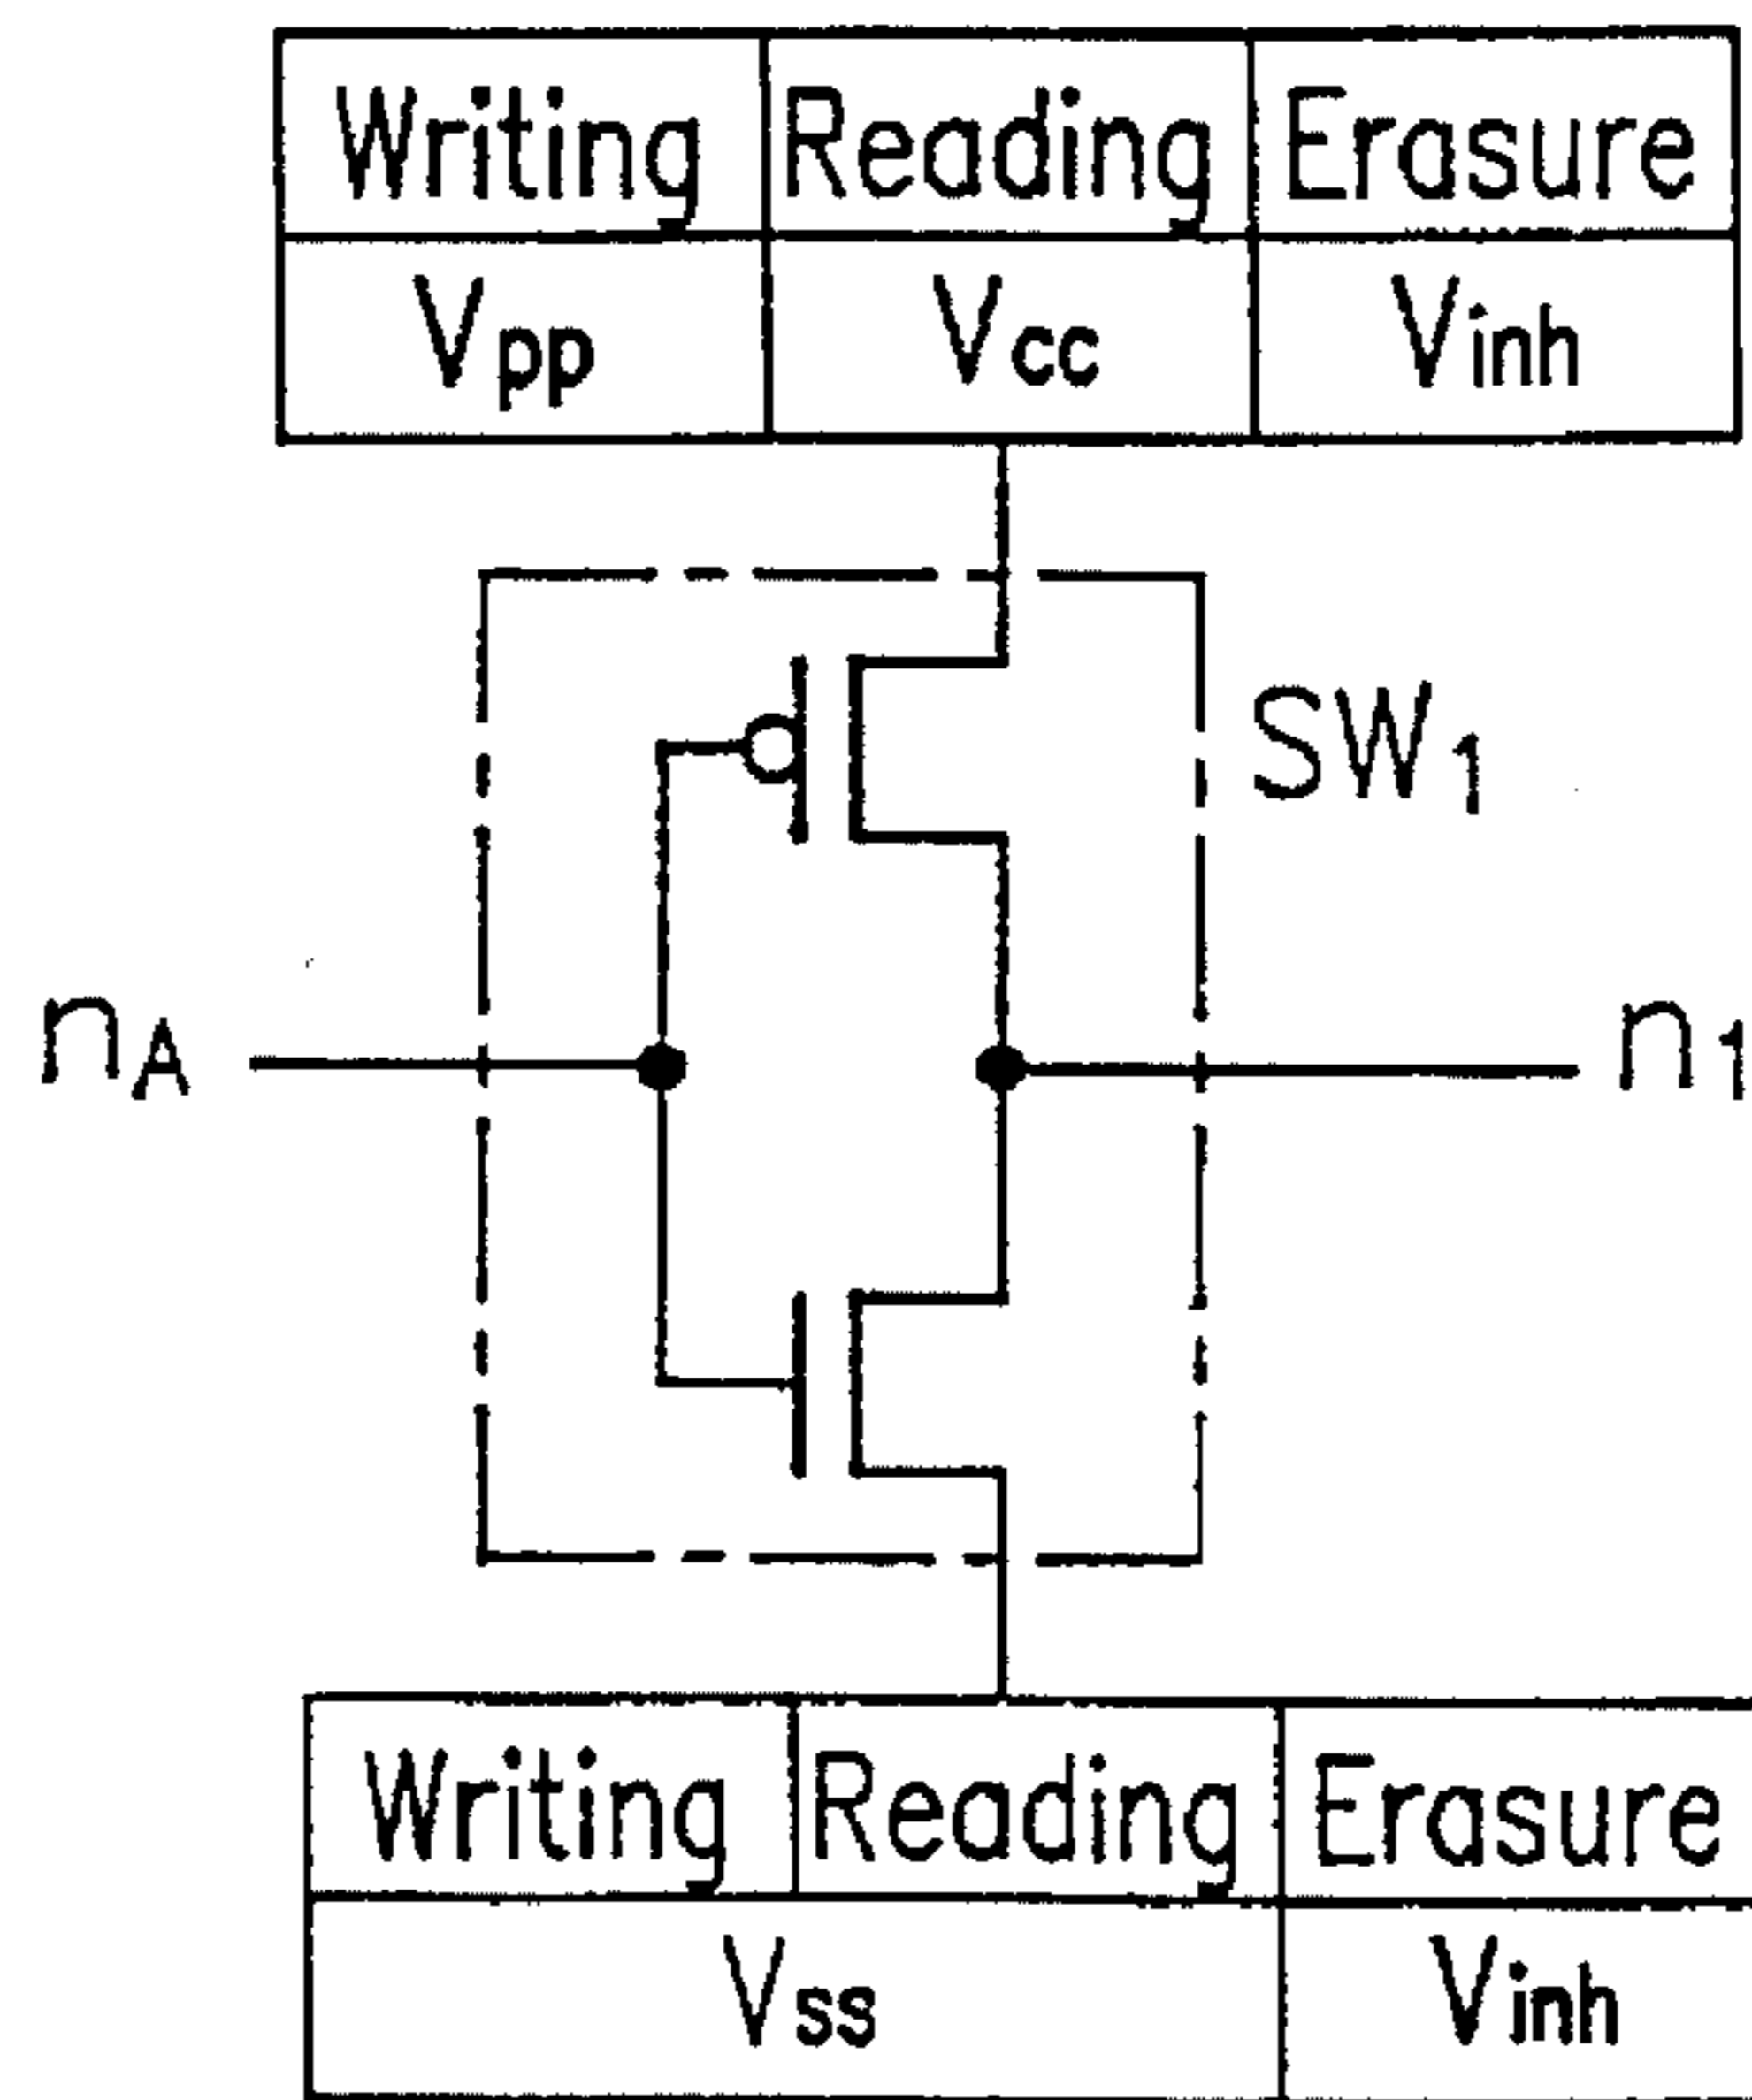 Writing Reading Erasure
Vpp Vcc Vinh
SW1
nA n1
Writing Reading Erasure
Vss Vinh